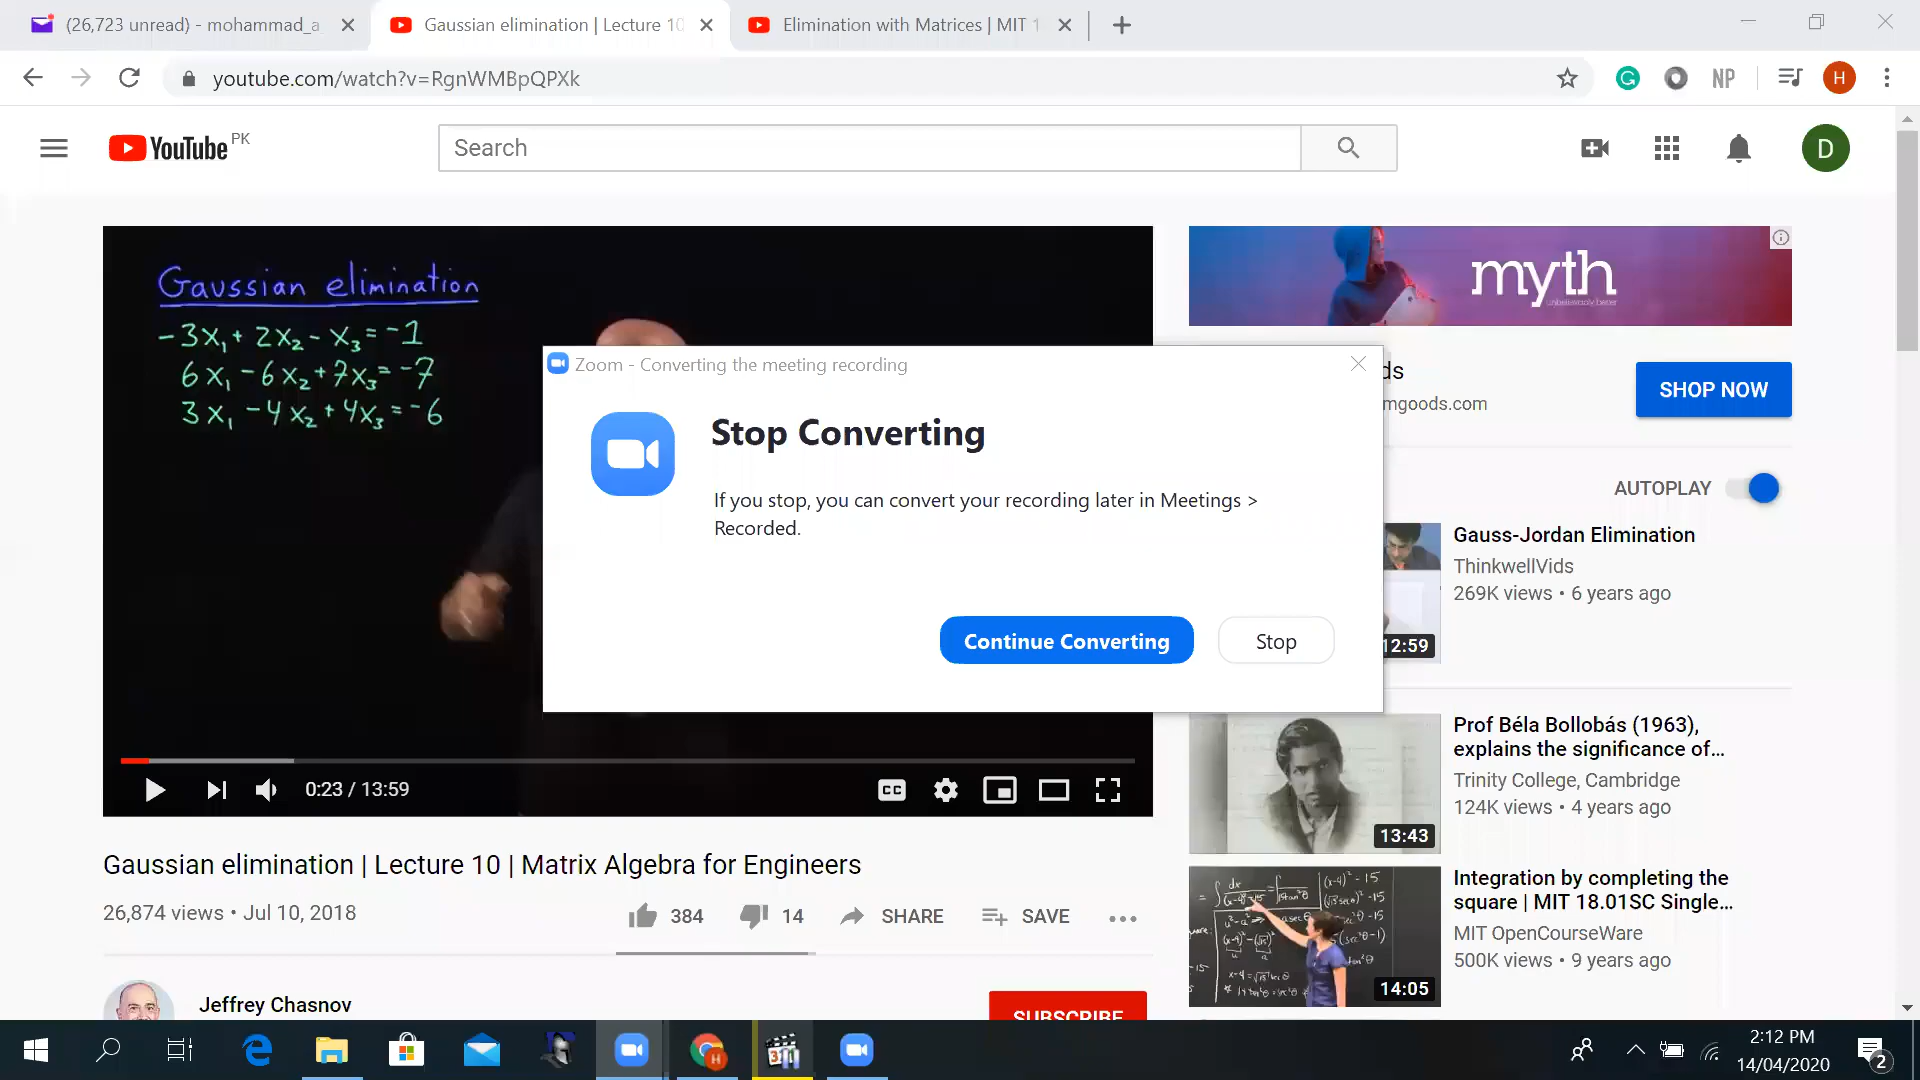 (26,723 unread) - mohammad_a
Gaussian elimination | Lecture 10
Elimination with Matrices | MIT 1
youtube.com/watch?v=RgnWMBpQPXk
NP
H
YouTube PK
Search
D
Gaussian elimination
-3x₁ + 2x₂ - x₃ = -1
6x₁ - 6x₂ + 7x₃ = -7
3x₁ - 4x₂ + 4x₃ = -6
myth
unbelievably better
ds
mgoods.com
SHOP NOW
Zoom - Converting the meeting recording
Stop Converting
If you stop, you can convert your recording later in Meetings >
Recorded.
Continue Converting
Stop
AUTOPLAY
Gauss-Jordan Elimination
ThinkwellVids
269K views • 6 years ago
12:59
Prof Béla Bollobás (1963),
explains the significance of...
Trinity College, Cambridge
124K views • 4 years ago
13:43
0:23 / 13:59
CC
Gaussian elimination | Lecture 10 | Matrix Algebra for Engineers
26,874 views • Jul 10, 2018
384
14
SHARE
SAVE
Integration by completing the
square | MIT 18.01SC Single...
MIT OpenCourseWare
500K views • 9 years ago
14:05
Jeffrey Chasnov
SUBSCRIBE
H
2:12 PM
14/04/2020
2